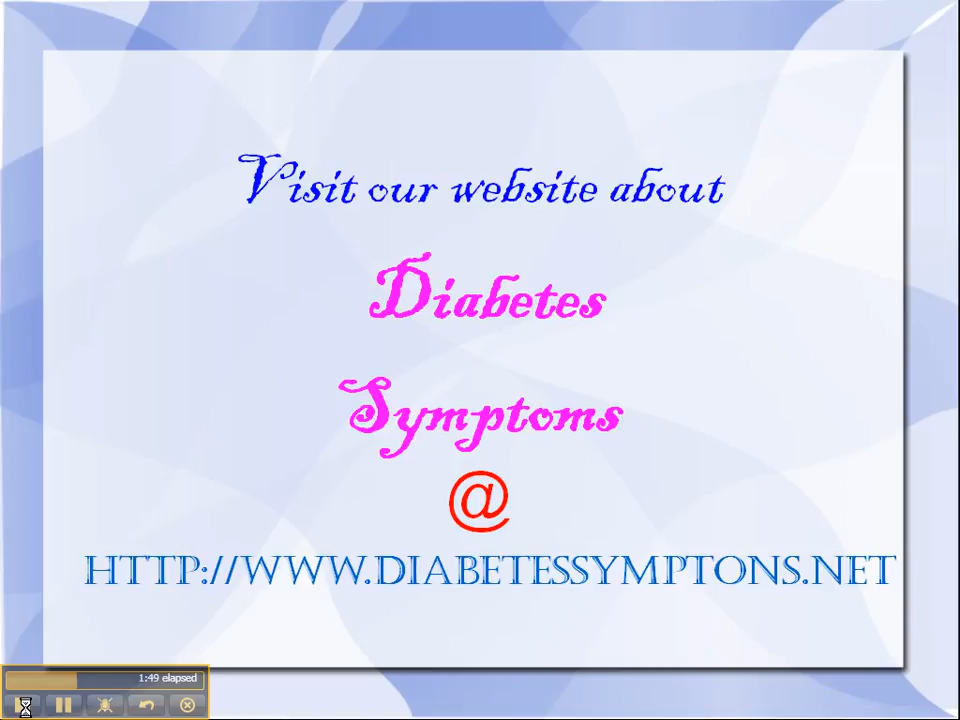 Visit our website about
Diabetes
Symptoms
@
HTTP://WWW.DIABETESSYMPTONS.NET
1:49 elapsed